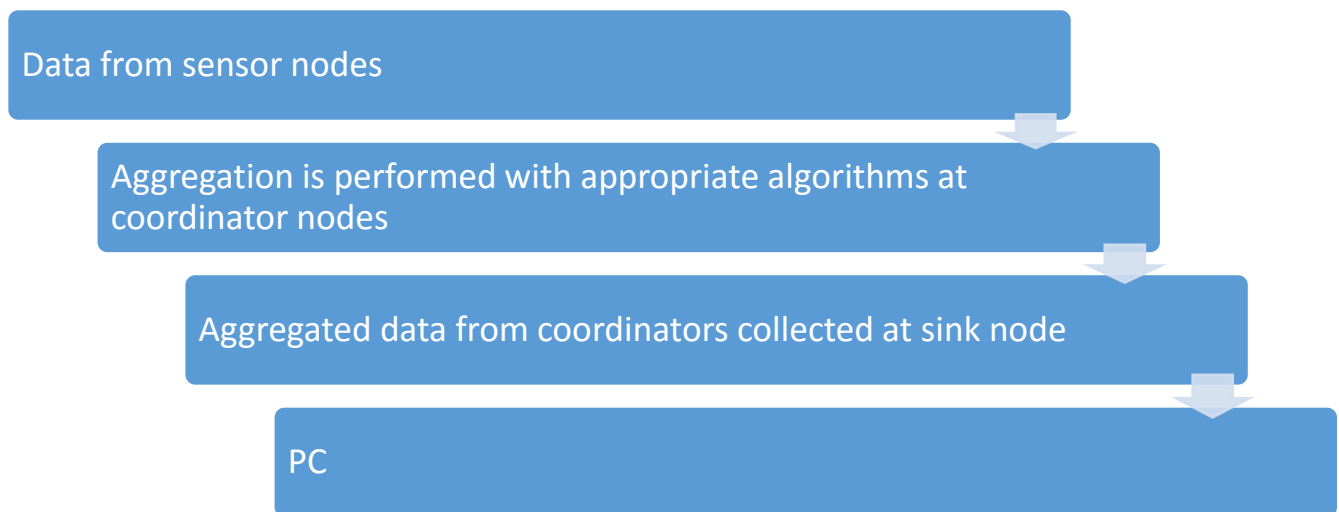 Data from sensor nodes
Aggregation is performed with appropriate algorithms at
coordinator nodes
Aggregated data from coordinators collected at sink node
PC